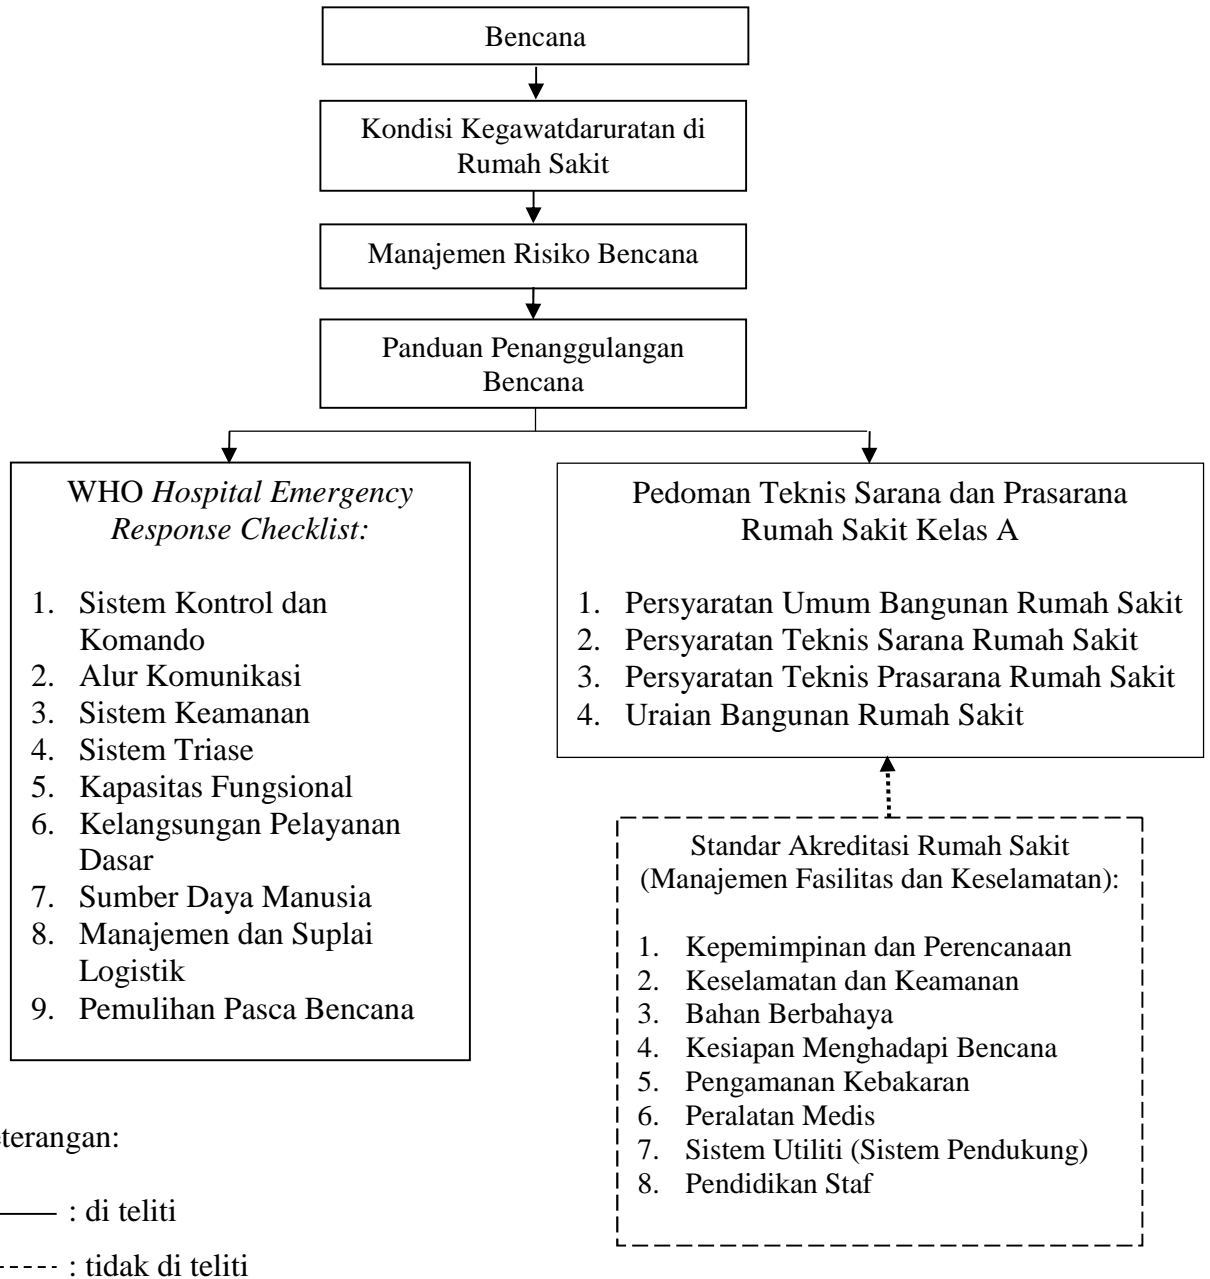 Bencana
Kondisi Kegawatdaruratan di
Rumah Sakit
Manajemen Risiko Bencana
Panduan Penanggulangan
Bencana
WHO Hospital Emergency
Response Checklist:
1. Sistem Kontrol dan
Komando
2. Alur Komunikasi
3. Sistem Keamanan
4. Sistem Triase
5. Kapasitas Fungsional
6. Kelangsungan Pelayanan
Dasar
7. Sumber Daya Manusia
8. Manajemen dan Suplai
Logistik
9. Pemulihan Pasca Bencana
Pedoman Teknis Sarana dan Prasarana
Rumah Sakit Kelas A
1. Persyaratan Umum Bangunan Rumah Sakit
2. Persyaratan Teknis Sarana Rumah Sakit
3. Persyaratan Teknis Prasarana Rumah Sakit
4. Uraian Bangunan Rumah Sakit
Standar Akreditasi Rumah Sakit
(Manajemen Fasilitas dan Keselamatan):
1. Kepemimpinan dan Perencanaan
2. Keselamatan dan Keamanan
3. Bahan Berbahaya
4. Kesiapan Menghadapi Bencana
5. Pengamanan Kebakaran
6. Peralatan Medis
7. Sistem Utiliti (Sistem Pendukung)
8. Pendidikan Staf
eterangan:
: di teliti
: tidak di teliti